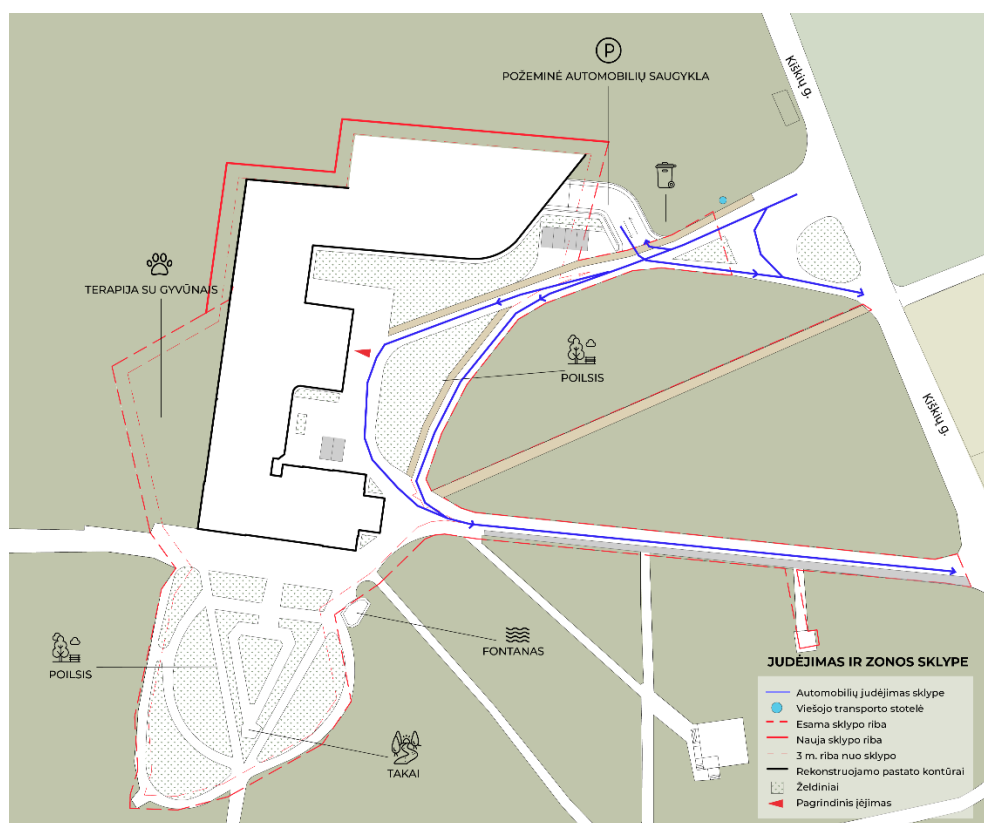 P
POŽEMINĖ AUTOMOBILIŲ SAUGYKLA
Kiškių g.
TERAPIJA SU GYVŪNAIS
POILSIS
Kiškių g.
FONTANAS
POILSIS
TAKAI
JUDĖJIMAS IR ZONOS SKLYPE
Automobilių judėjimas sklype
Viešojo transporto stotelė
Esama sklypo riba
Nauja sklypo riba
3 m. riba nuo sklypo
Rekonstruojamo pastato kontūrai
Želdiniai
Pagrindinis įėjimas